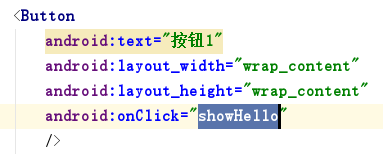 <Button
android:text="按钮1"
android:layout_width="wrap_content"
android:layout_height="wrap_content"
android:onClick="showHello"
/>